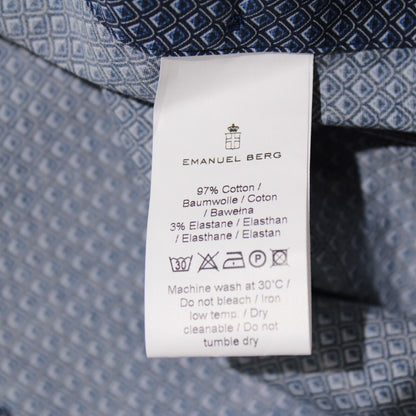 EMANUEL BERG
97% Cotton /
Baumwolle / Coton
/ Bawełna
3% Elastane / Elasthan
/ Elasthane / Elastan
30 P
Machine wash at 30°C /
Do not bleach / Iron
low temp. / Dry
cleanable / Do not
tumble dry